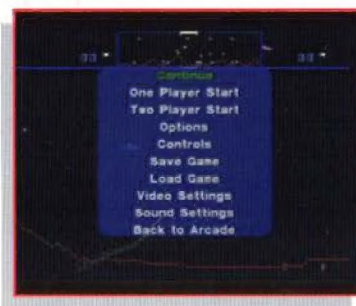 Continue
One Player Start
Two Player Start
Options
Controls
Save Game
Load Game
Video Settings
Sound Settings
Back to Arcade